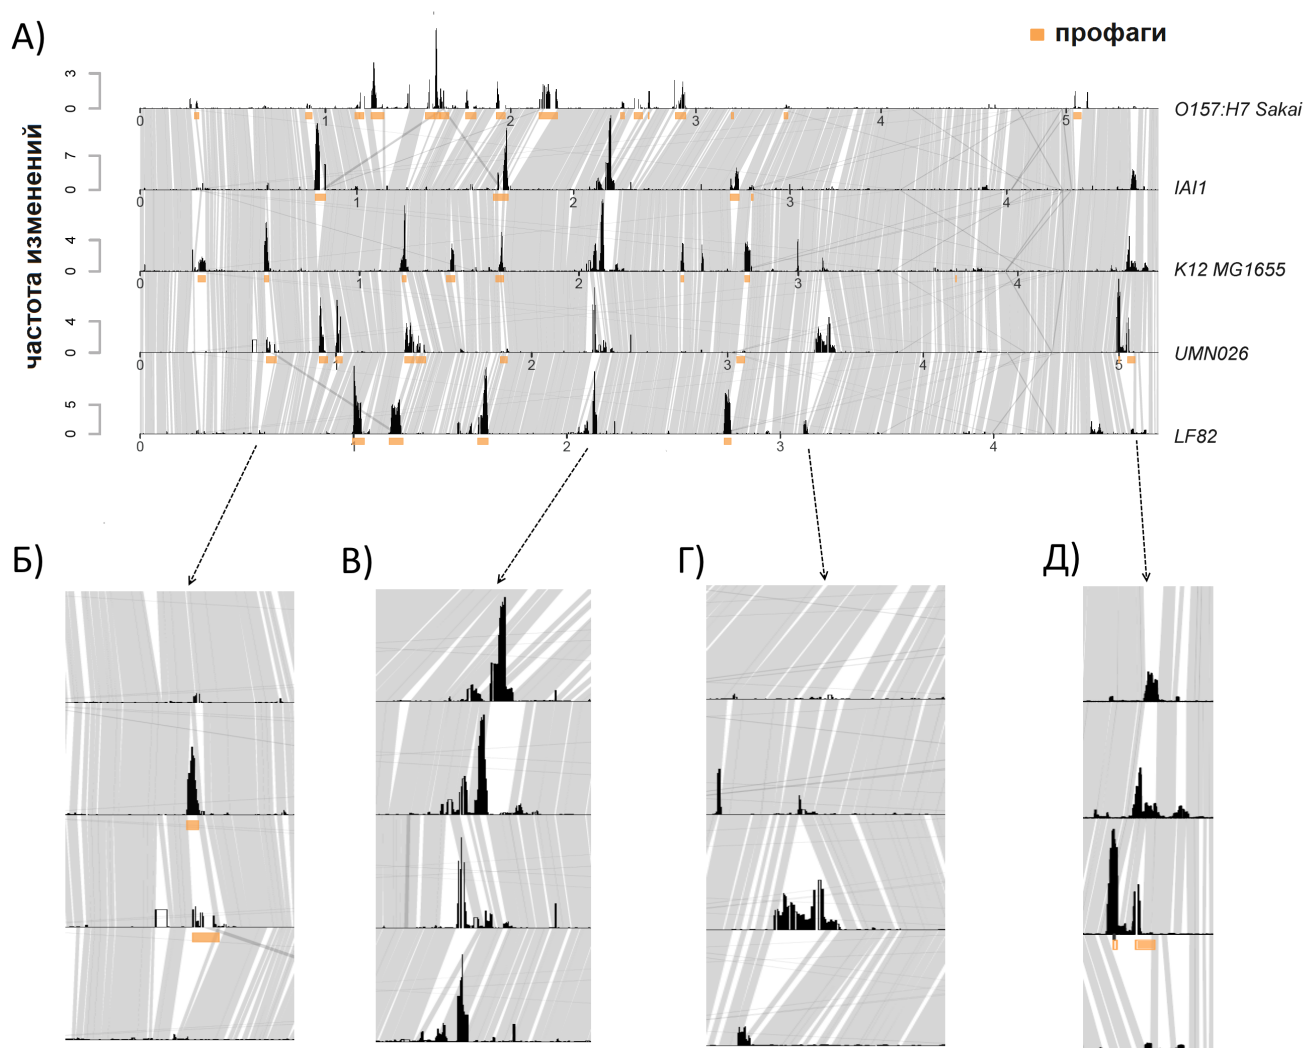 А)
профаги
частота изменений
3
0
0 1 2 3 4 5
O157:H7 Sakai
7
0
0 1 2 3 4
IAI1
4
0
0 1 2 3 4
K12 MG1655
4
0
0 1 2 3 4 5
UMN026
5
0
0 1 2 3 4
LF82
Б)
В)
Г)
Д)